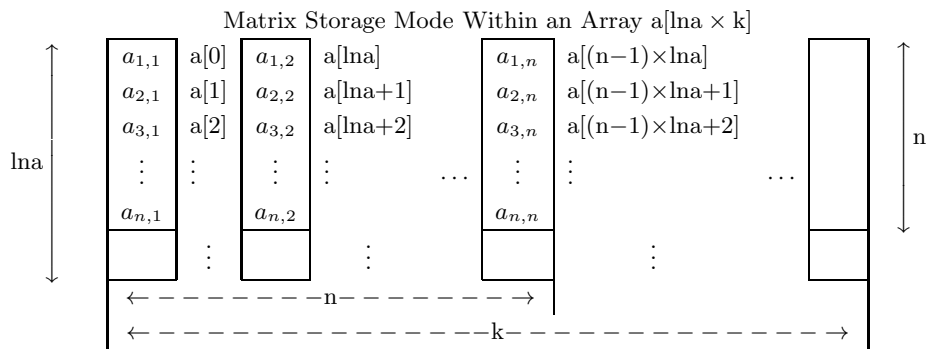 Matrix Storage Mode Within an Array a[lna × k]
a₁,₁ a[0] a₁,₂ a[lna] a₁,ₙ a[(n−1)×lna]
a₂,₁ a[1] a₂,₂ a[lna+1] a₂,ₙ a[(n−1)×lna+1]
a₃,₁ a[2] a₃,₂ a[lna+2] a₃,ₙ a[(n−1)×lna+2]
n
lna ⋮ ⋮ ⋮ ⋮ ⋯ ⋮ ⋮ ⋯
aₙ,₁ aₙ,₂ aₙ,ₙ
⋮ ⋮ ⋮
n
k